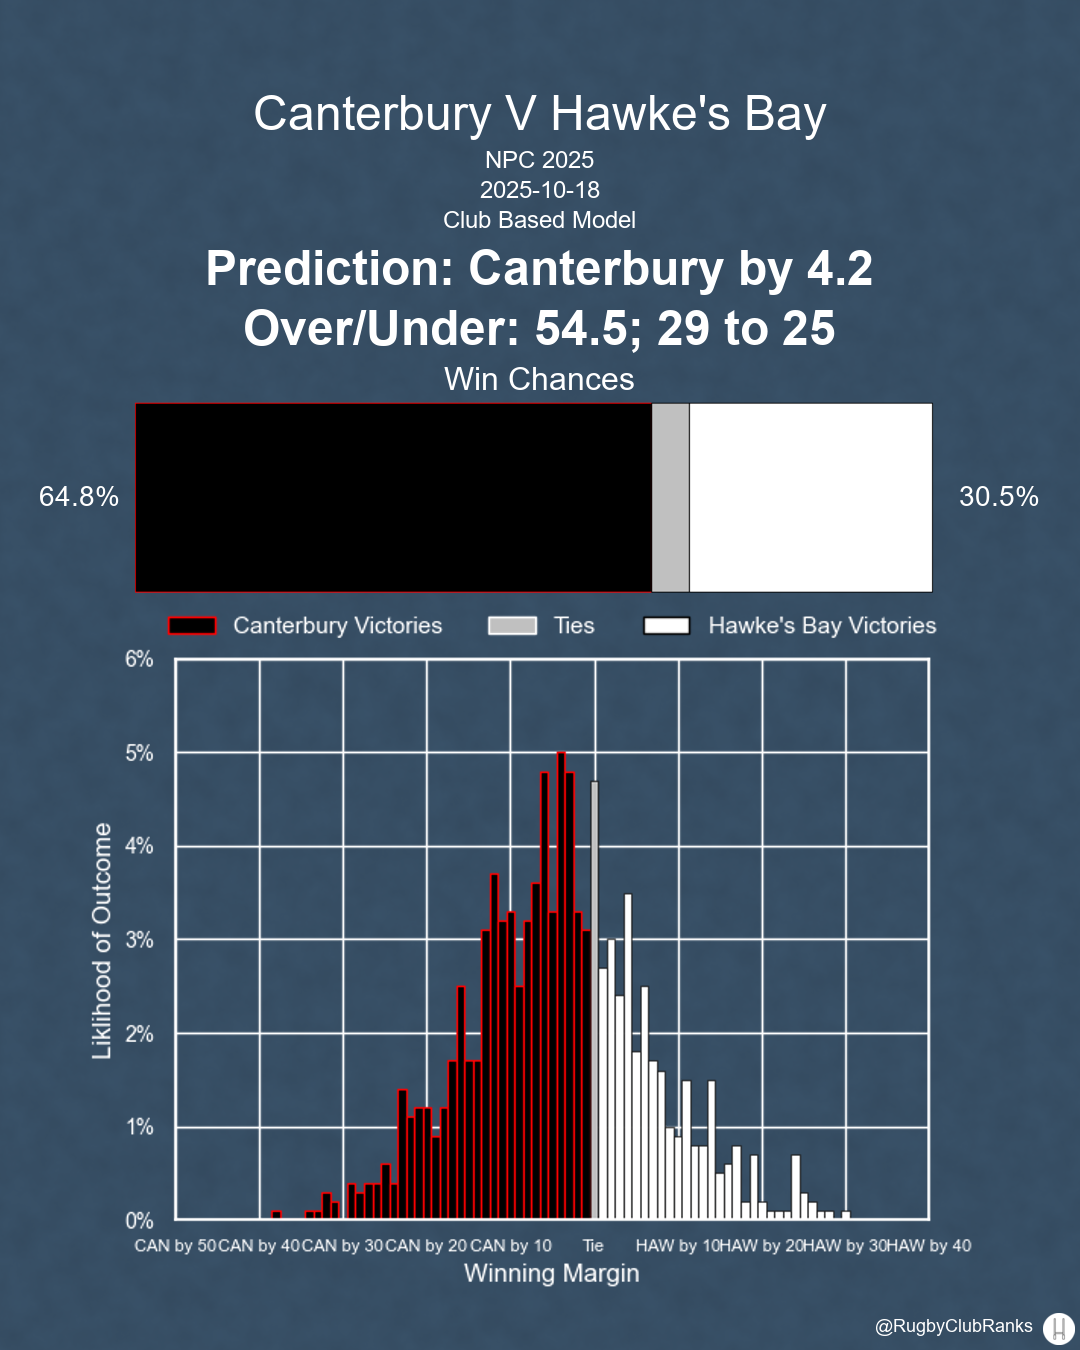 Canterbury V Hawke's Bay
NPC 2025
2025-10-18
Club Based Model
Prediction: Canterbury by 4.2
Over/Under: 54.5; 29 to 25
Win Chances
64.8%
30.5%
Canterbury Victories
Ties
Hawke's Bay Victories
6%
5%
4%
3%
2%
1%
0%
Liklihood of Outcome
CAN by 50 CAN by 40 CAN by 30 CAN by 20 CAN by 10 Tie HAW by 10 HAW by 20 HAW by 30 HAW by 40
Winning Margin
@RugbyClubRanks